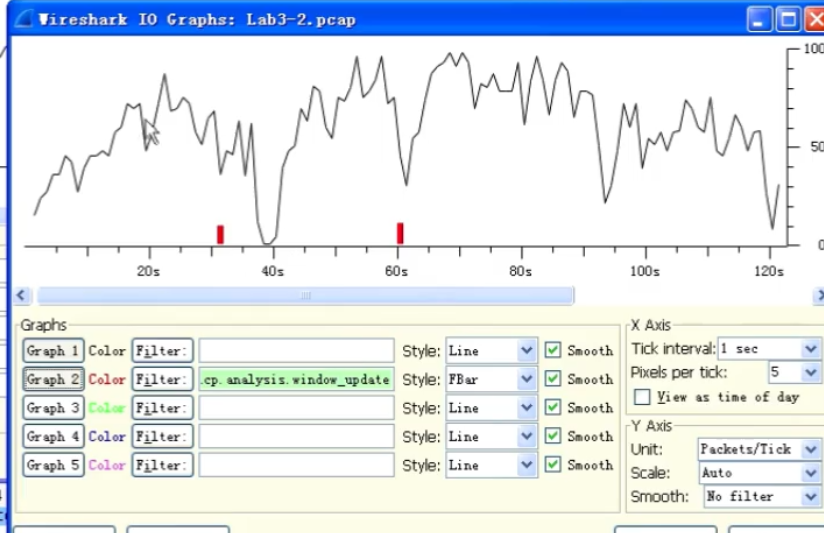 Wireshark IO Graphs: Lab3-2.pcap
100
50
0
20s 40s 60s 80s 100s 120s
Graphs
Graph 1 Color Filter: Style: Line Smooth
Graph 2 Color Filter: .cp.analysis.window_update Style: FBar Smooth
Graph 3 Color Filter: Style: Line Smooth
Graph 4 Color Filter: Style: Line Smooth
Graph 5 Color Filter: Style: Line Smooth
X Axis
Tick interval: 1 sec
Pixels per tick: 5
View as time of day
Y Axis
Unit: Packets/Tick
Scale: Auto
Smooth: No filter